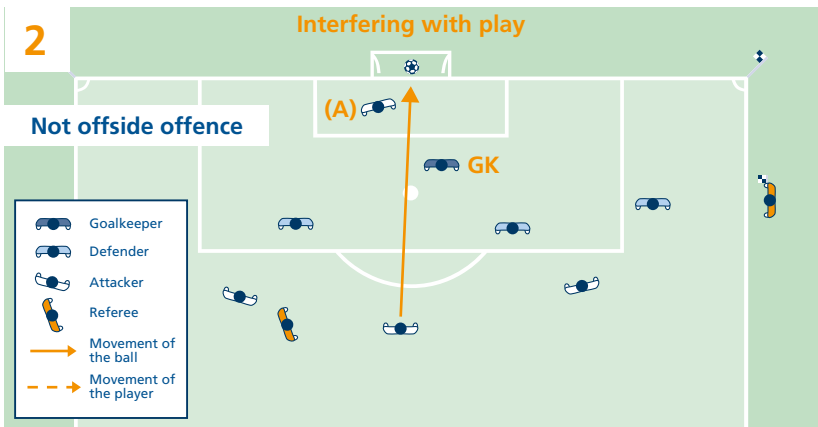 2
Interfering with play
(A)
Not offside offence
GK
Goalkeeper
Defender
Attacker
Referee
Movement of
the ball
Movement of
the player